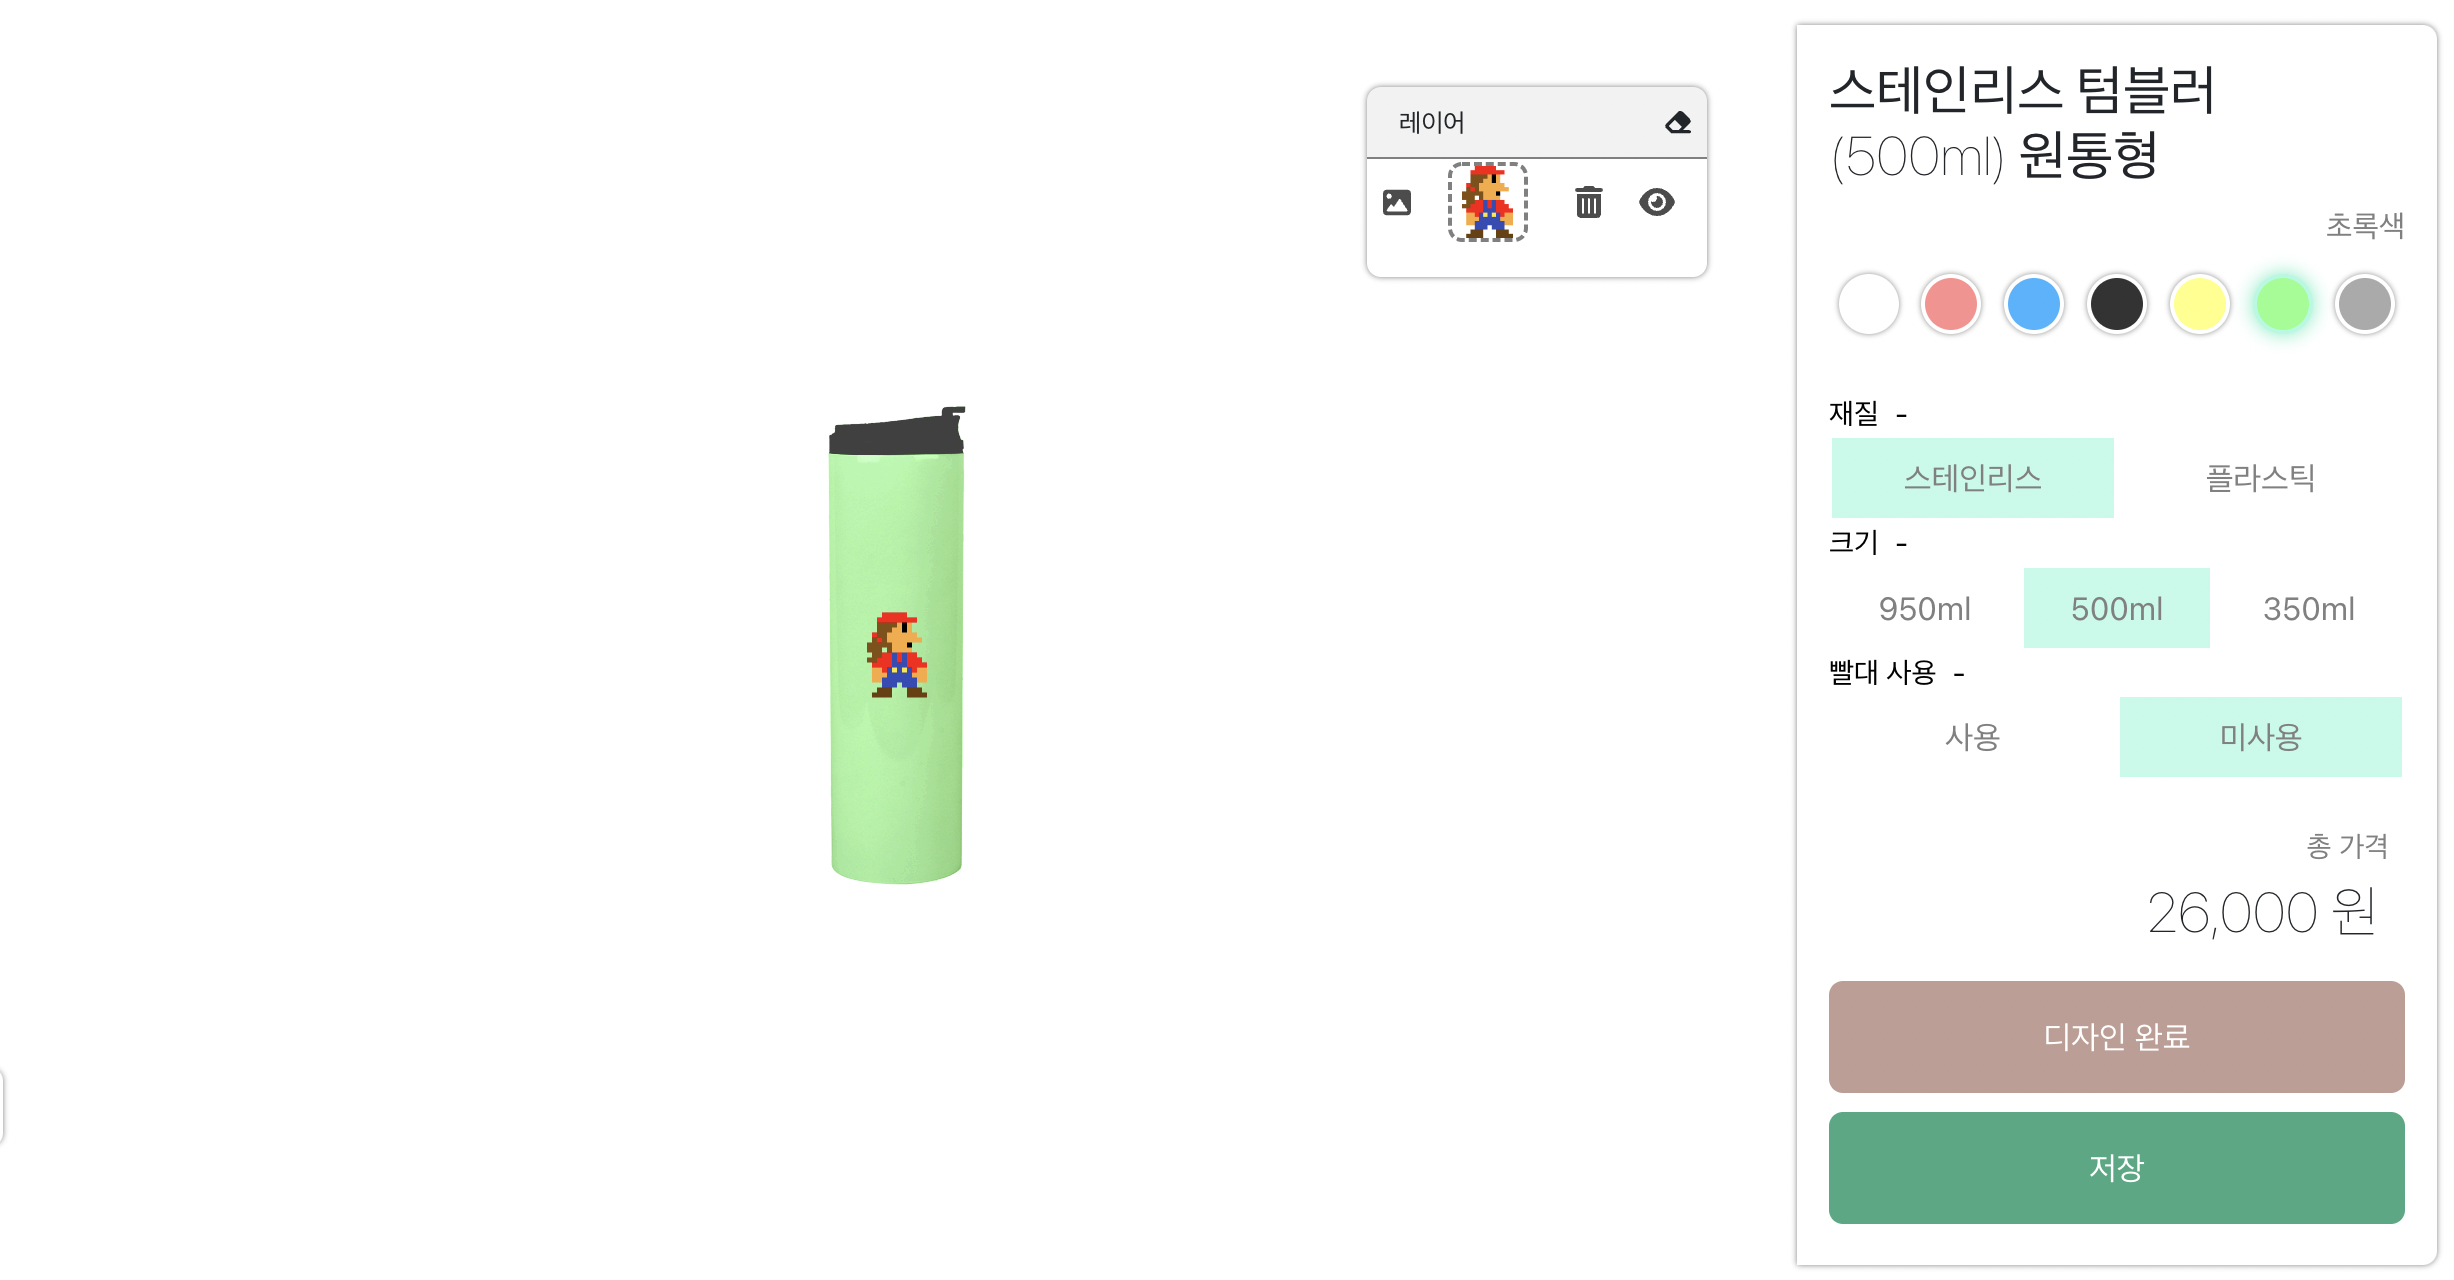 레이어
스테인리스 텀블러
(500ml) 원통형
초록색
재질 -
스테인리스 플라스틱
크기 -
950ml 500ml 350ml
빨대 사용 -
사용 미사용
총 가격
26,000 원
디자인 완료
저장